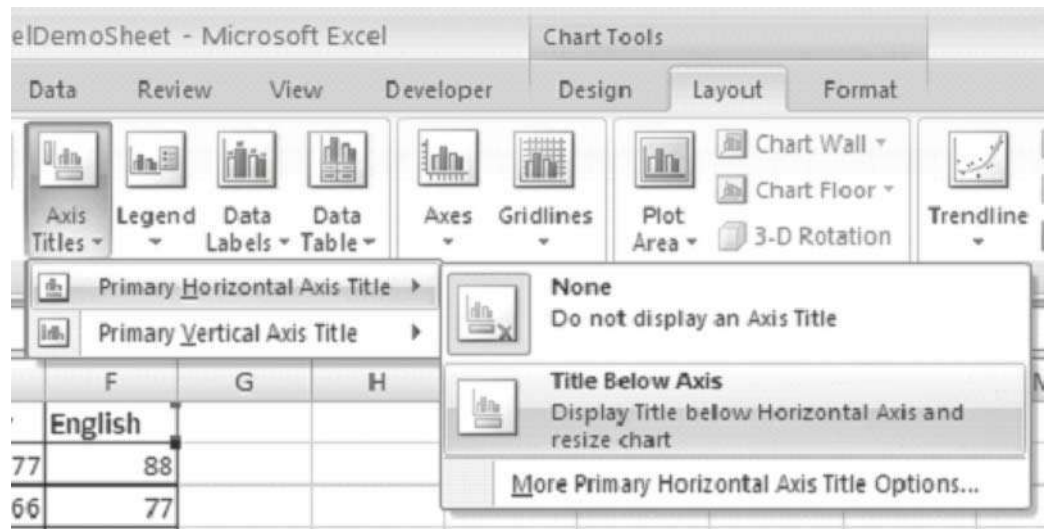 elDemoSheet - Microsoft Excel
Chart Tools
Data Review View Developer Design Layout Format
Axis Titles
Legend
Data Labels
Data Table
Axes
Gridlines
Plot Area
Chart Wall
Chart Floor
3-D Rotation
Trendline
Primary Horizontal Axis Title
Primary Vertical Axis Title
None
Do not display an Axis Title
Title Below Axis
Display Title below Horizontal Axis and
resize chart
More Primary Horizontal Axis Title Options...
F G H
English
77 88
66 77